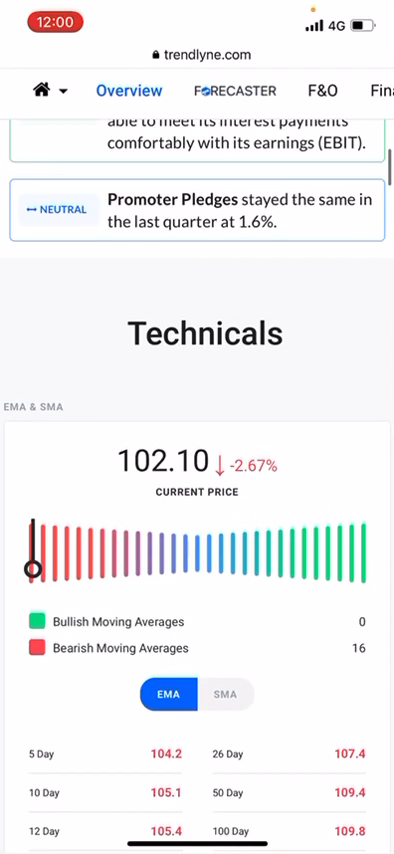 12:00
4G
trendlyne.com
Overview FORECASTER F&O Fin
able to meet its interest payments
comfortably with its earnings (EBIT).
NEUTRAL
Promoter Pledges stayed the same in
the last quarter at 1.6%.
Technicals
EMA & SMA
102.10 ↓ -2.67%
CURRENT PRICE
Bullish Moving Averages 0
Bearish Moving Averages 16
EMA SMA
5 Day 104.2 26 Day 107.4
10 Day 105.1 50 Day 109.4
12 Day 105.4 100 Day 109.8